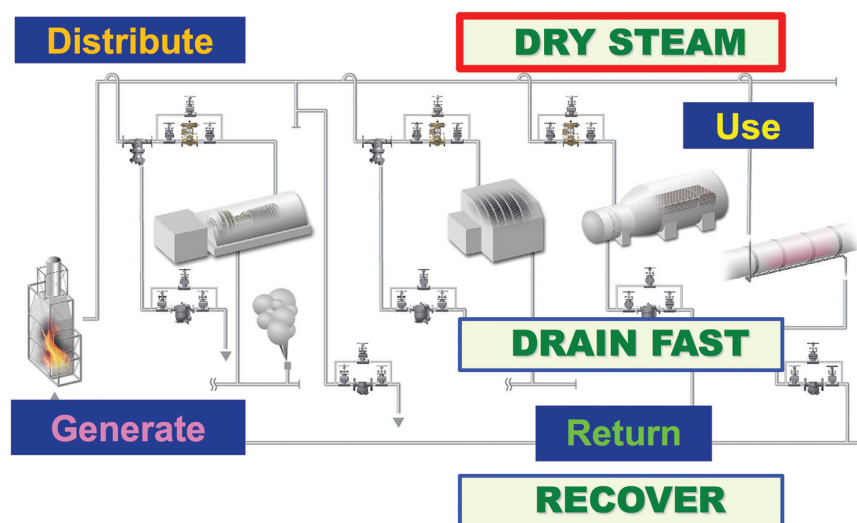 Distribute
DRY STEAM
Use
DRAIN FAST
Generate
Return
RECOVER